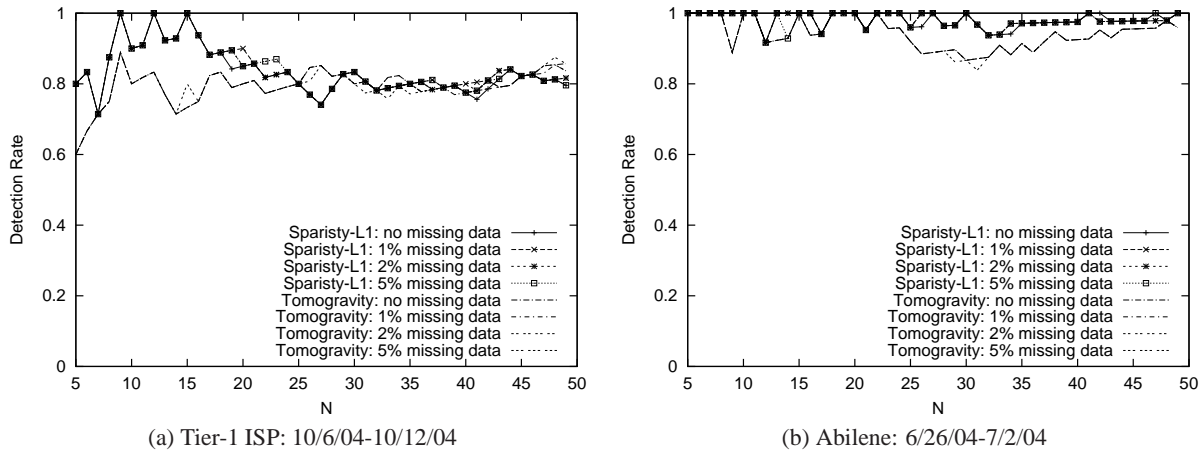 1
0.8
0.6
0.4
0.2
0
Detection Rate
5 10 15 20 25 30 35 40 45 50
N
Sparisty-L1: no missing data
Sparisty-L1: 1% missing data
Sparisty-L1: 2% missing data
Sparisty-L1: 5% missing data
Tomogravity: no missing data
Tomogravity: 1% missing data
Tomogravity: 2% missing data
Tomogravity: 5% missing data
(a) Tier-1 ISP: 10/6/04-10/12/04
1
0.8
0.6
0.4
0.2
0
Detection Rate
5 10 15 20 25 30 35 40 45 50
N
Sparisty-L1: no missing data
Sparisty-L1: 1% missing data
Sparisty-L1: 2% missing data
Sparisty-L1: 5% missing data
Tomogravity: no missing data
Tomogravity: 1% missing data
Tomogravity: 2% missing data
Tomogravity: 5% missing data
(b) Abilene: 6/26/04-7/2/04